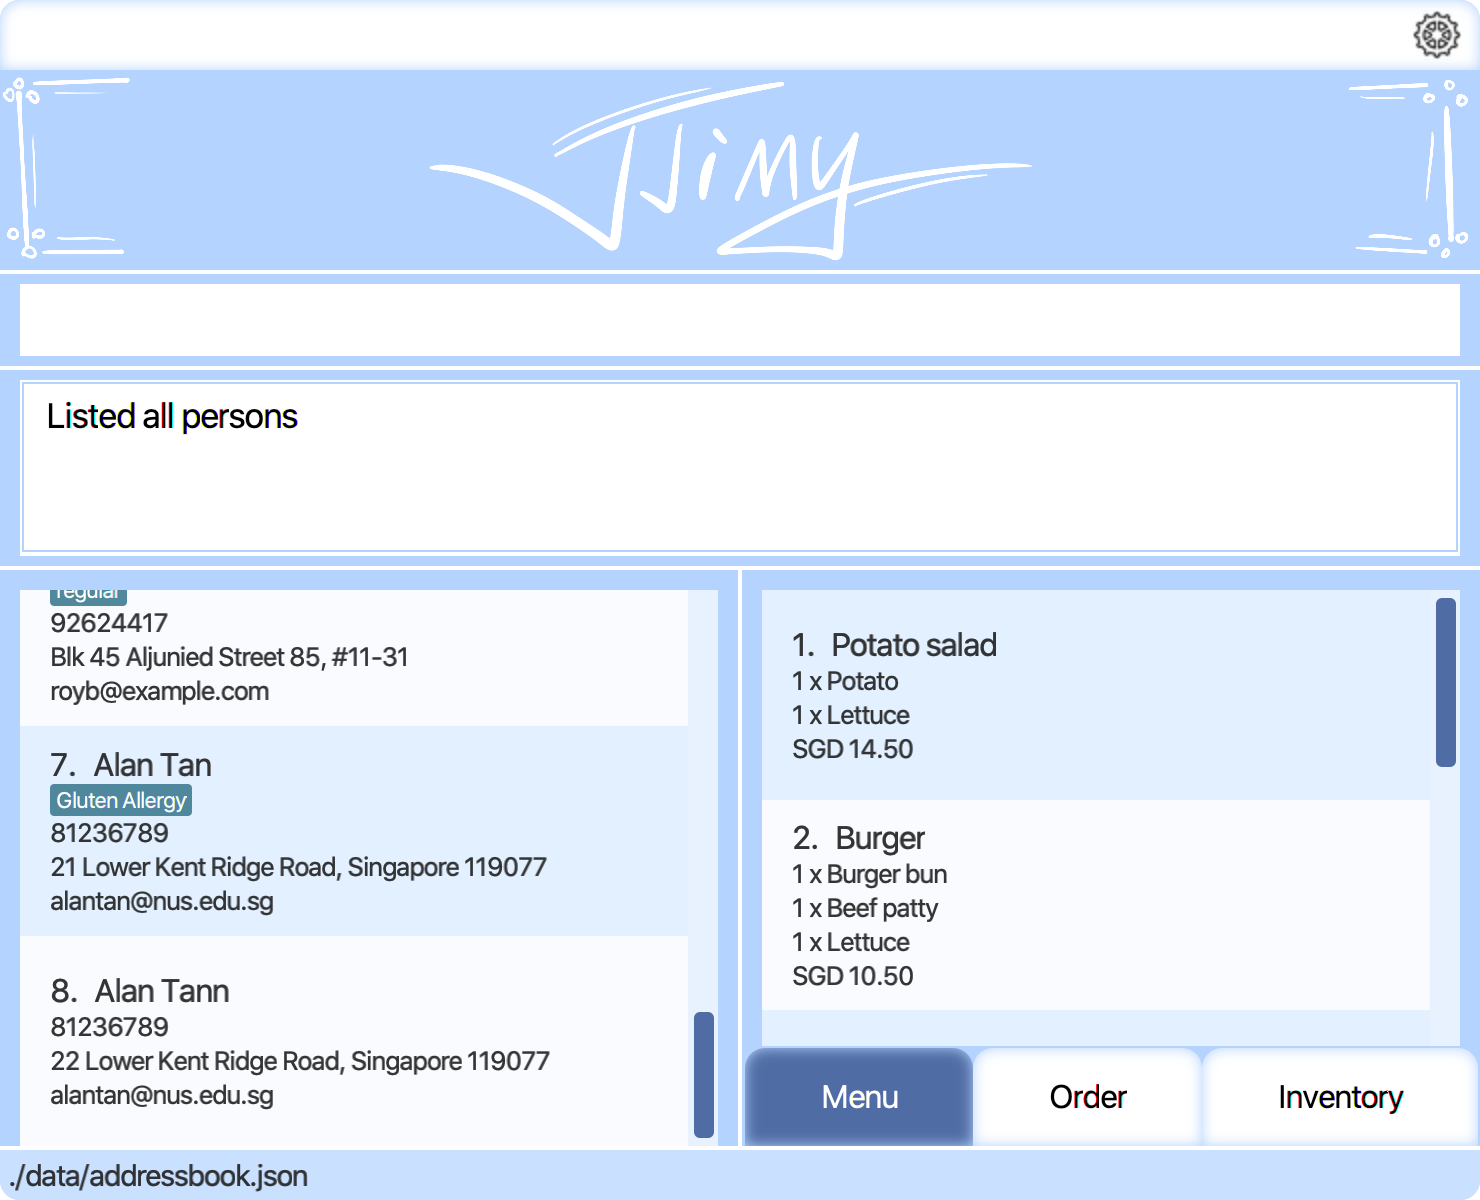 JJimy
Listed all persons
regular
92624417
Blk 45 Aljunied Street 85, #11-31
royb@example.com
7. Alan Tan
Gluten Allergy
81236789
21 Lower Kent Ridge Road, Singapore 119077
alantan@nus.edu.sg
8. Alan Tann
81236789
22 Lower Kent Ridge Road, Singapore 119077
alantan@nus.edu.sg
1. Potato salad
1 x Potato
1 x Lettuce
SGD 14.50
2. Burger
1 x Burger bun
1 x Beef patty
1 x Lettuce
SGD 10.50
Menu
Order
Inventory
./data/addressbook.json